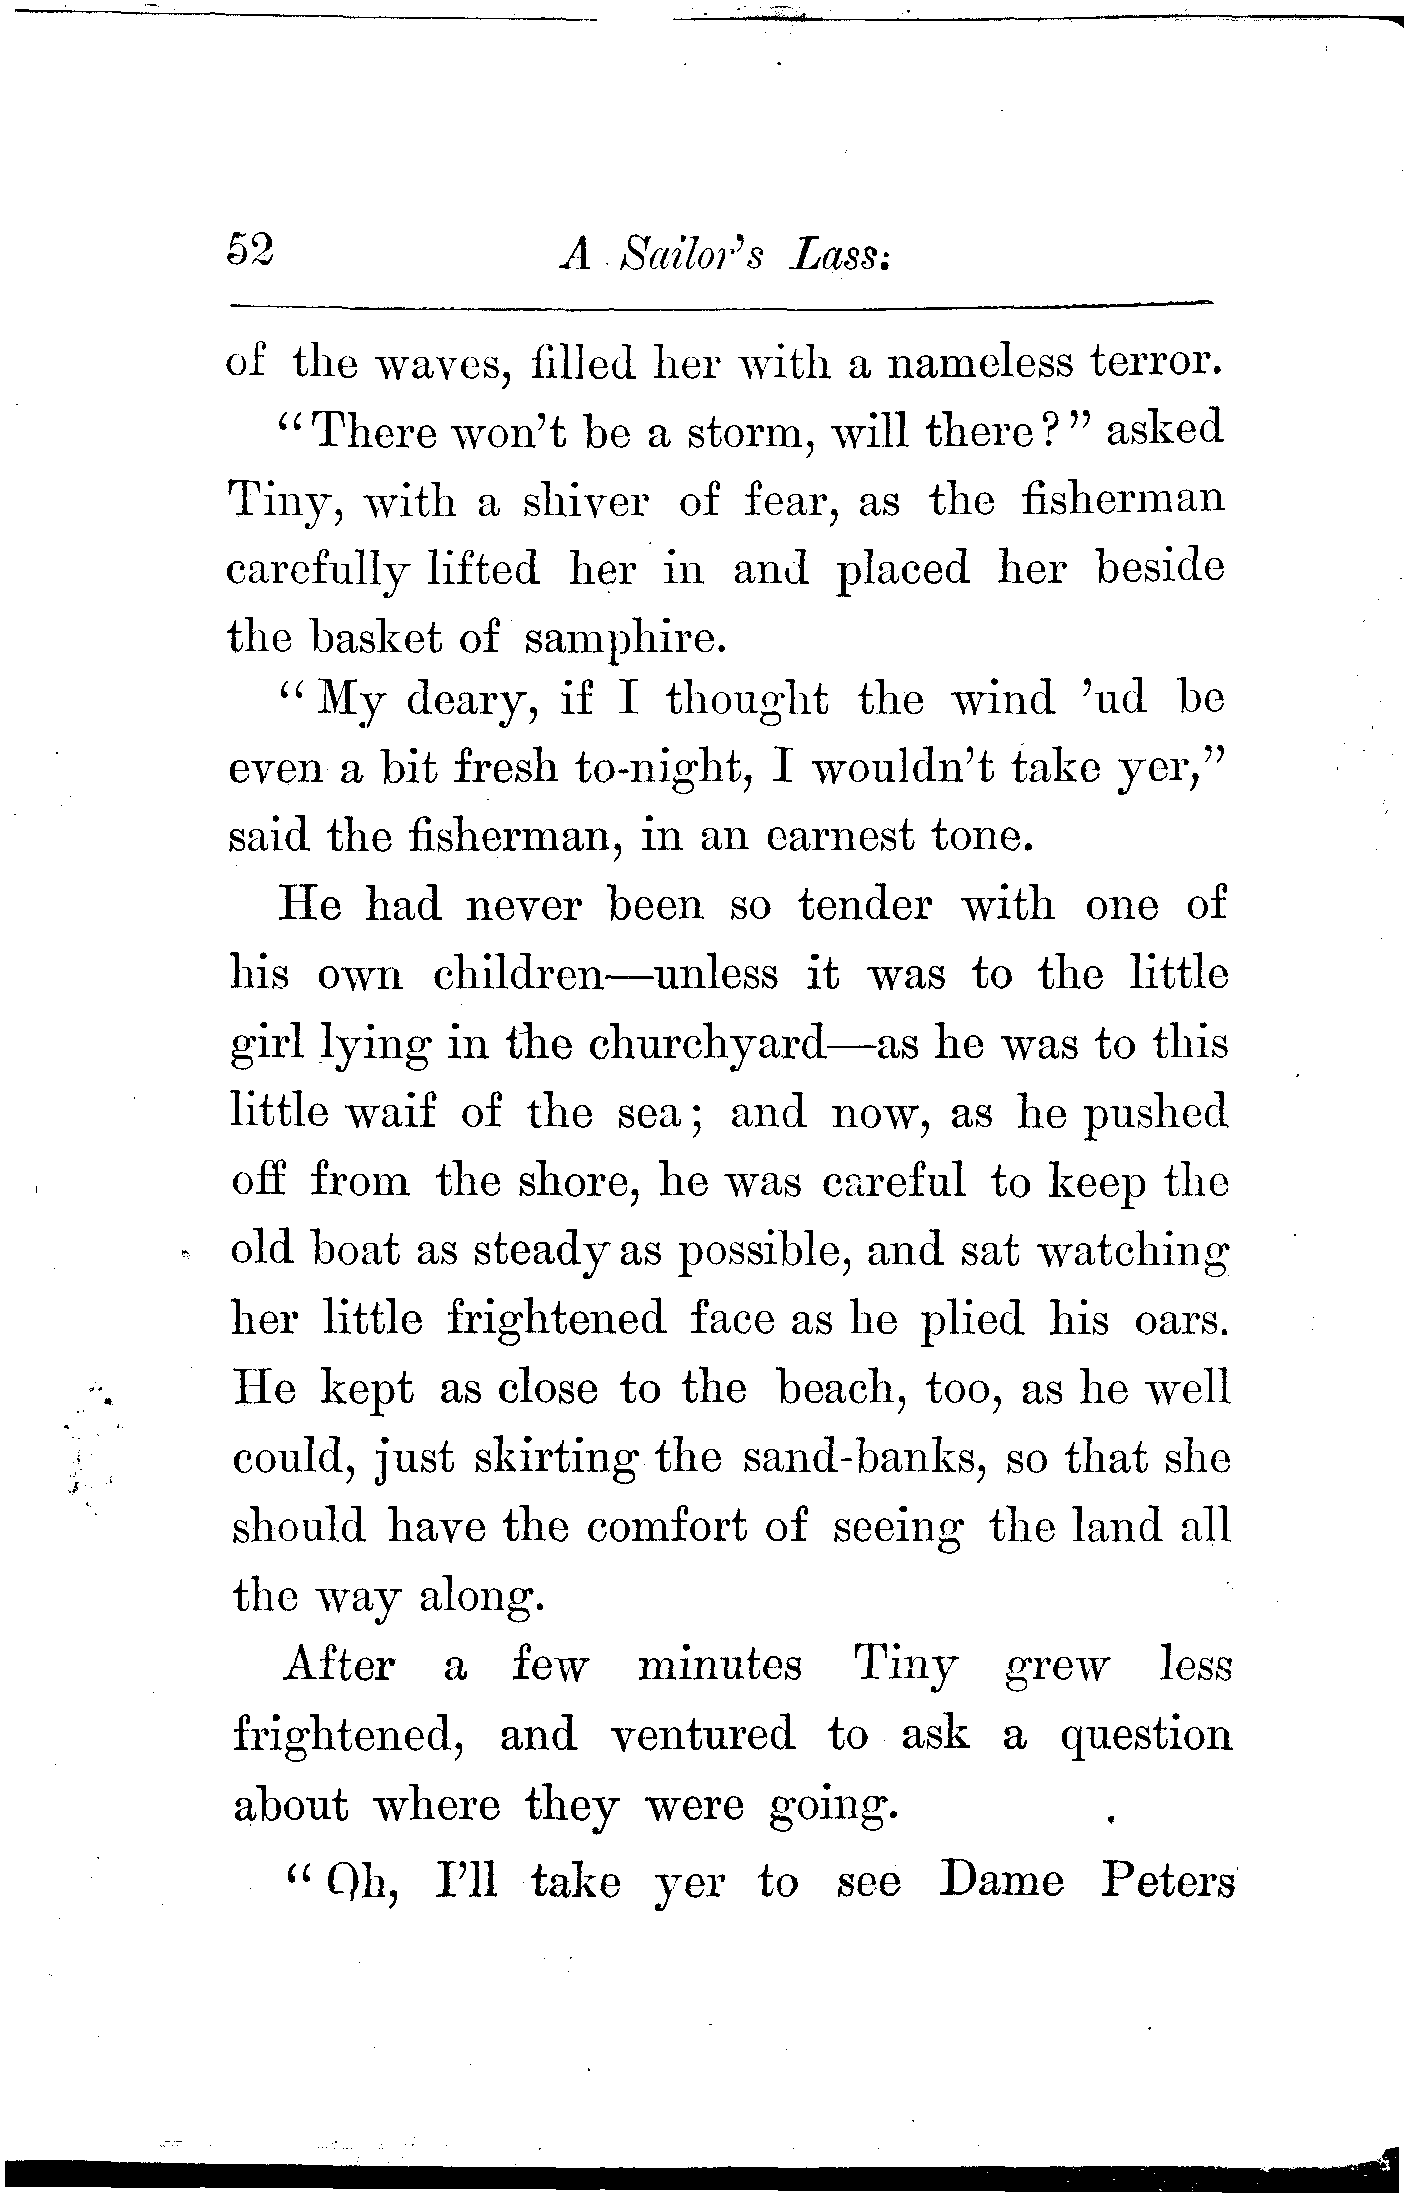 52 A Sailor's Lass.
of the waves, filled her with a nameless terror.
"There won't be a storm, will there?" asked
Tiny, with a shiver of fear, as the fisherman
carefully lifted her in and placed her beside
the basket of samphire.
"My deary, if I thought the wind 'ud be
even a bit fresh to-night, I wouldn't take yer,"
said the fisherman, in an earnest tone.
He had never been so tender with one of
his own children—unless it was to the little
girl lying in the churchyard—as he was to this
little waif of the sea; and now, as he pushed
off from the shore, he was careful to keep the
old boat as steady as possible, and sat watching
her little frightened face as he plied his oars.
He kept as close to the beach, too, as he well
could, just skirting the sand-banks, so that she
should have the comfort of seeing the land all
the way along.
After a few minutes Tiny grew less
frightened, and ventured to ask a question
about where they were going.
"Oh, I'll take yer to see Dame Peters